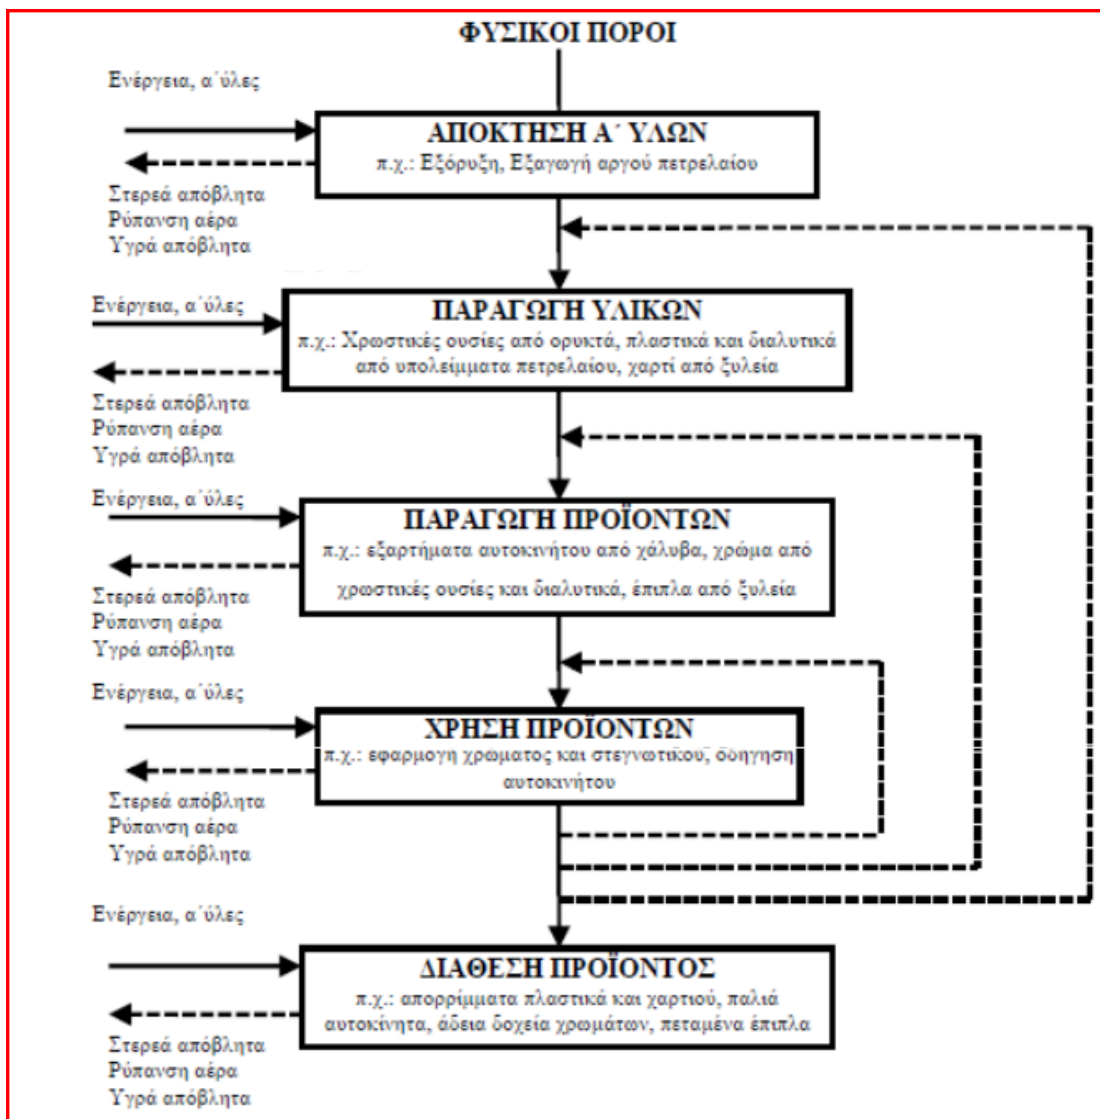 ΦΥΣΙΚΟΙ ΠΟΡΟΙ
Ενέργεια, α΄ύλες
ΑΠΟΚΤΗΣΗ Α΄ ΥΛΩΝ
π.χ.: Εξόρυξη, Εξαγωγή αργού πετρελαίου
Στερεά απόβλητα
Ρύπανση αέρα
Υγρά απόβλητα
Ενέργεια, α΄ύλες
ΠΑΡΑΓΩΓΗ ΥΛΙΚΩΝ
π.χ.: Χρωστικές ουσίες από ορυκτά, πλαστικά και διαλυτικά
από υπολείμματα πετρελαίου, χαρτί από ξυλεία
Στερεά απόβλητα
Ρύπανση αέρα
Υγρά απόβλητα
Ενέργεια, α΄ύλες
ΠΑΡΑΓΩΓΗ ΠΡΟΪΟΝΤΩΝ
π.χ.: εξαρτήματα αυτοκινήτου από χάλυβα, χρώμα από
χρωστικές ουσίες και διαλυτικά, έπιπλα από ξυλεία
Στερεά απόβλητα
Ρύπανση αέρα
Υγρά απόβλητα
Ενέργεια, α΄ύλες
ΧΡΗΣΗ ΠΡΟΪΟΝΤΩΝ
π.χ.: εφαρμογή χρώματος και στεγνωτικού, οδήγηση
αυτοκινήτου
Στερεά απόβλητα
Ρύπανση αέρα
Υγρά απόβλητα
Ενέργεια, α΄ύλες
ΔΙΑΘΕΣΗ ΠΡΟΪΟΝΤΟΣ
π.χ.: απορρίμματα πλαστικά και χαρτιού, παλιά
αυτοκίνητα, άδεια δοχεία χρωμάτων, πεταμένα έπιπλα
Στερεά απόβλητα
Ρύπανση αέρα
Υγρά απόβλητα